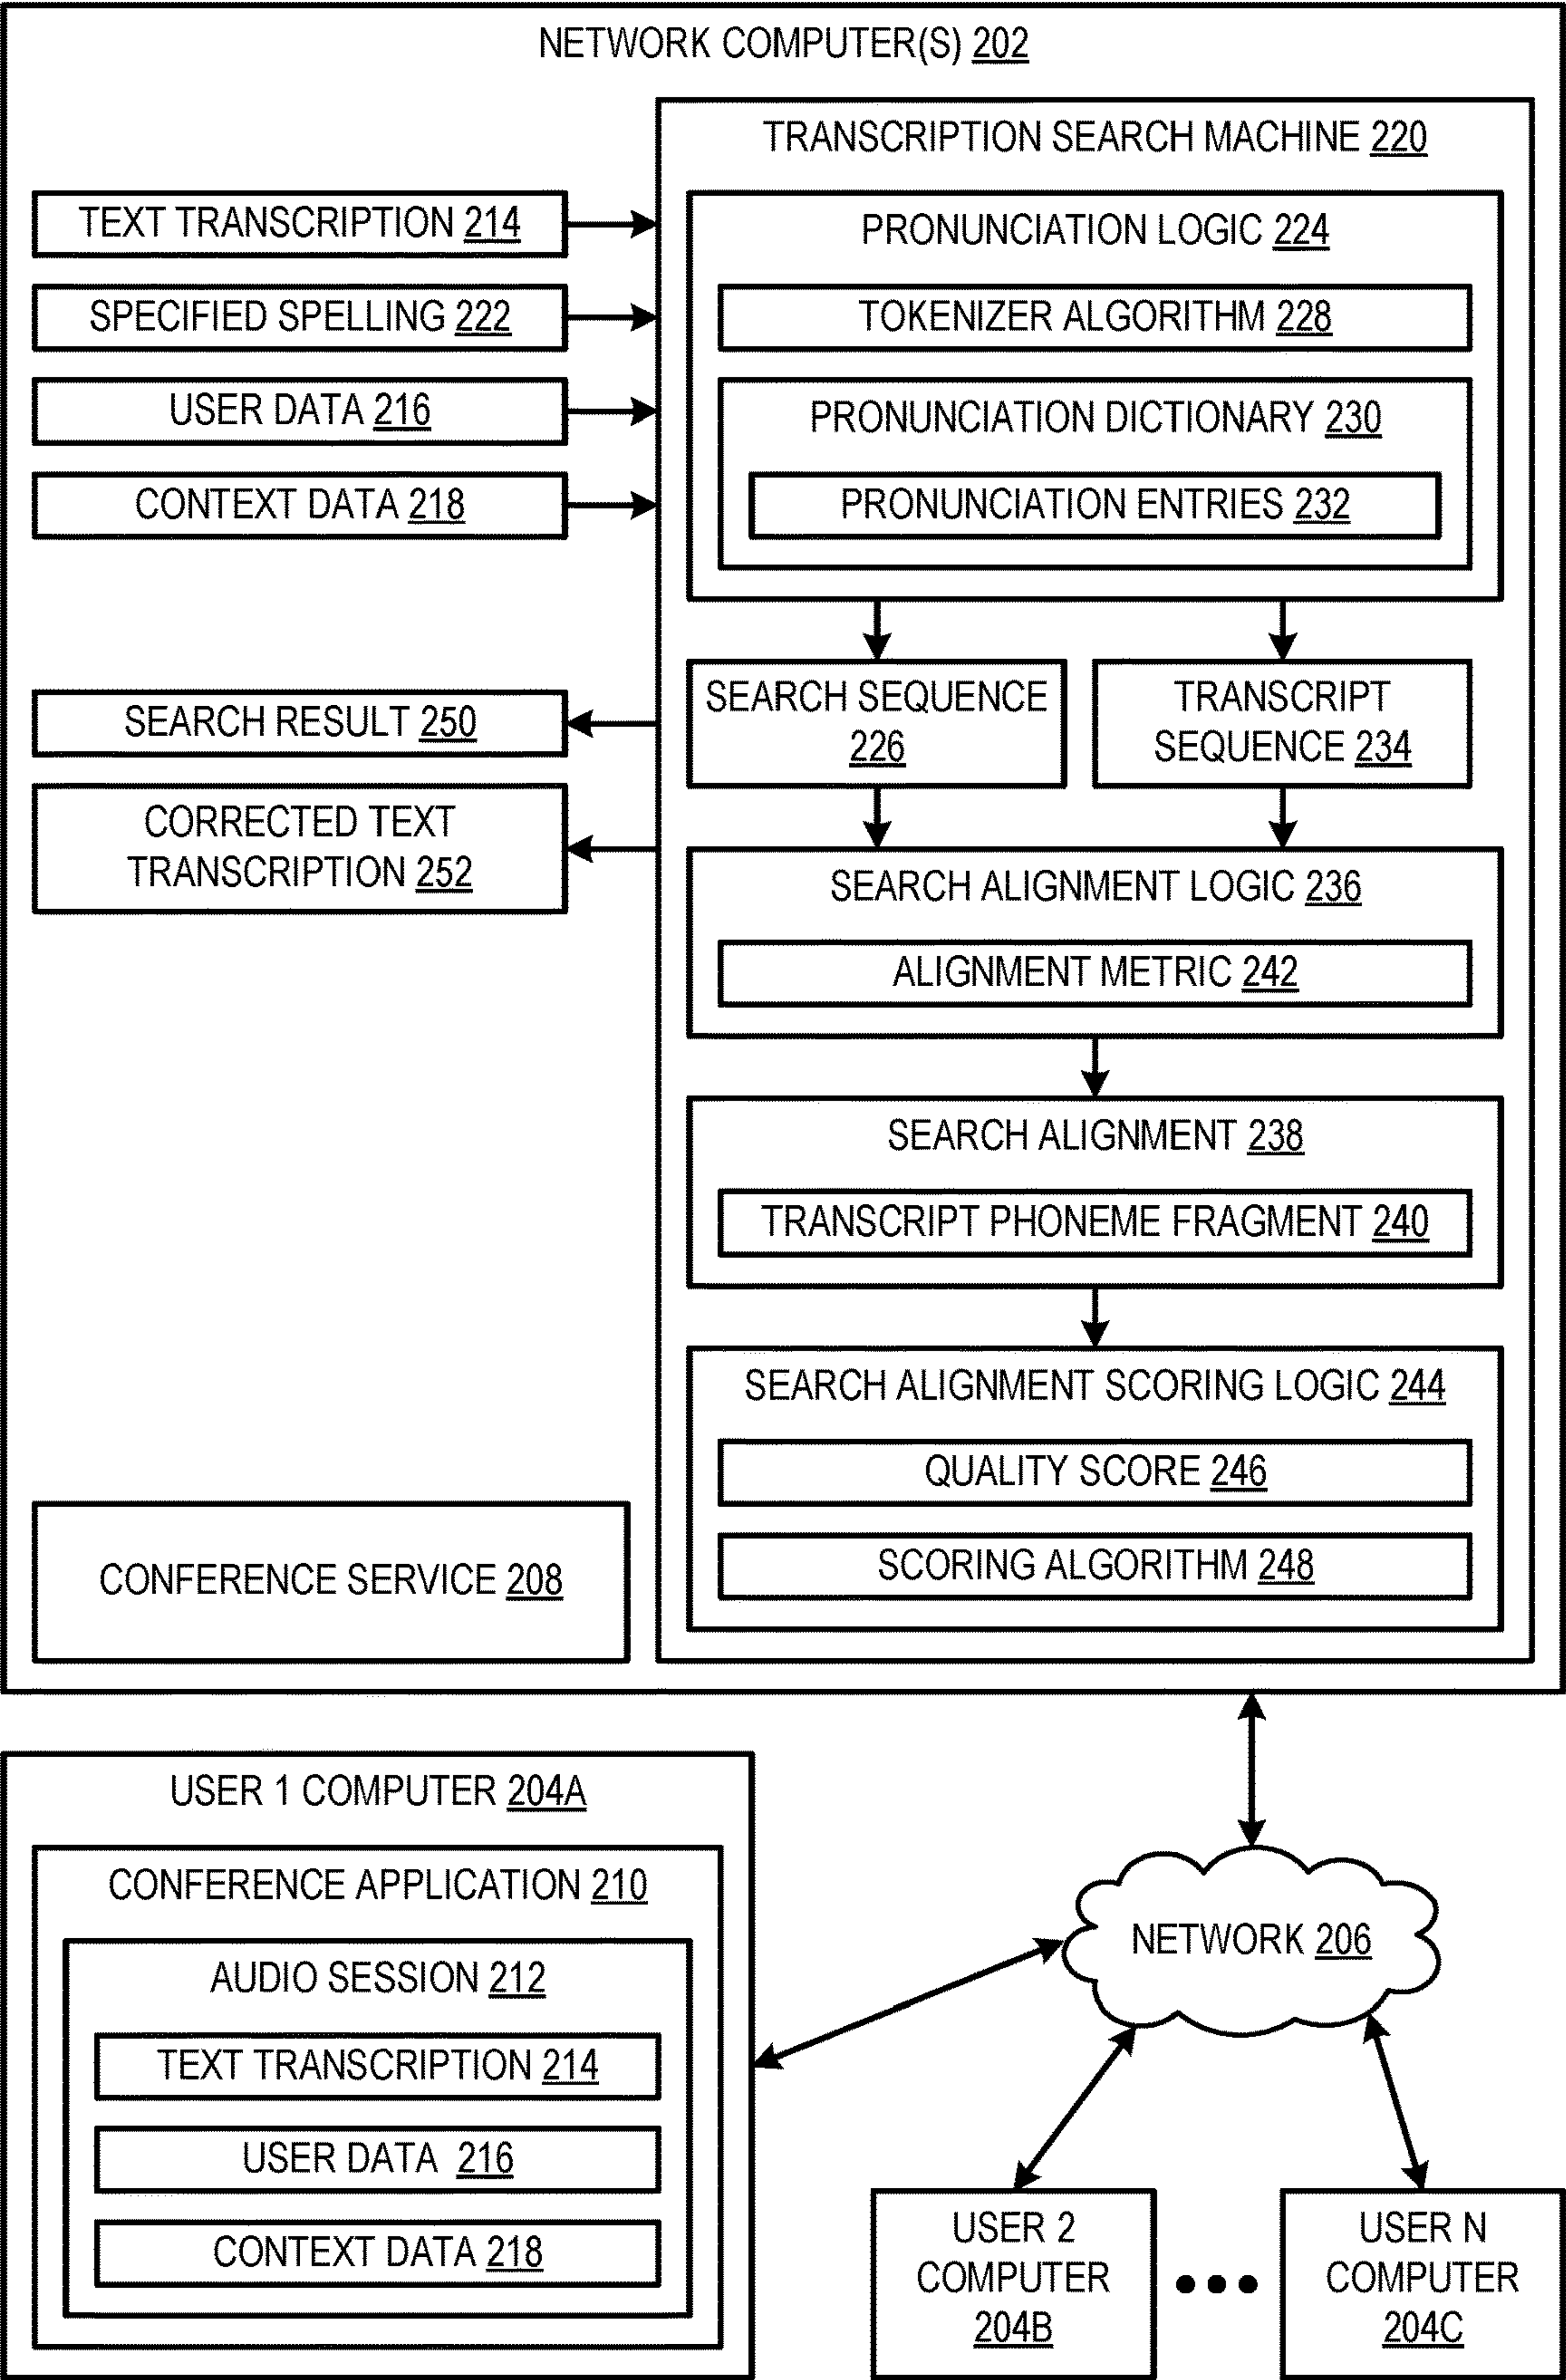 NETWORK COMPUTER(S) 202
TRANSCRIPTION SEARCH MACHINE 220
TEXT TRANSCRIPTION 214
SPECIFIED SPELLING 222
USER DATA 216
CONTEXT DATA 218
SEARCH RESULT 250
CORRECTED TEXT
TRANSCRIPTION 252
PRONUNCIATION LOGIC 224
TOKENIZER ALGORITHM 228
PRONUNCIATION DICTIONARY 230
PRONUNCIATION ENTRIES 232
SEARCH SEQUENCE
226
TRANSCRIPT
SEQUENCE 234
SEARCH ALIGNMENT LOGIC 236
ALIGNMENT METRIC 242
SEARCH ALIGNMENT 238
TRANSCRIPT PHONEME FRAGMENT 240
SEARCH ALIGNMENT SCORING LOGIC 244
QUALITY SCORE 246
SCORING ALGORITHM 248
CONFERENCE SERVICE 208
USER 1 COMPUTER 204A
CONFERENCE APPLICATION 210
AUDIO SESSION 212
TEXT TRANSCRIPTION 214
USER DATA 216
CONTEXT DATA 218
NETWORK 206
USER 2
COMPUTER
204B
USER N
COMPUTER
204C